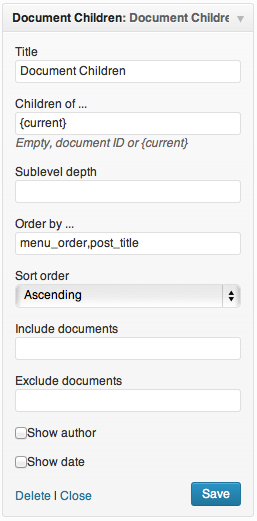 Document Children: Document Childre
Title
Document Children
Children of ...
{current}
Empty, document ID or {current}
Sublevel depth
Order by ...
menu_order,post_title
Sort order
Ascending
Include documents
Exclude documents
Show author
Show date
Delete | Close
Save